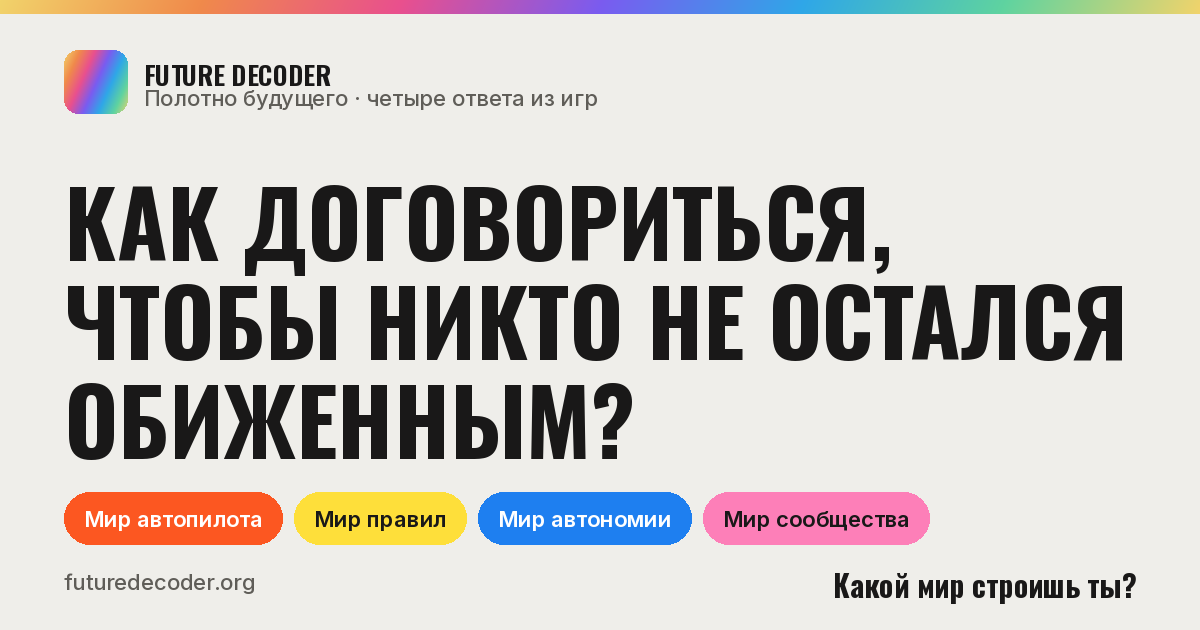 FUTURE DECODER
Полотно будущего · четыре ответа из игр
КАК ДОГОВОРИТЬСЯ,
ЧТОБЫ НИКТО НЕ ОСТАЛСЯ
ОБИЖЕННЫМ?
Мир автопилота Мир правил Мир автономии Мир сообщества
futuredecoder.org Какой мир строишь ты?